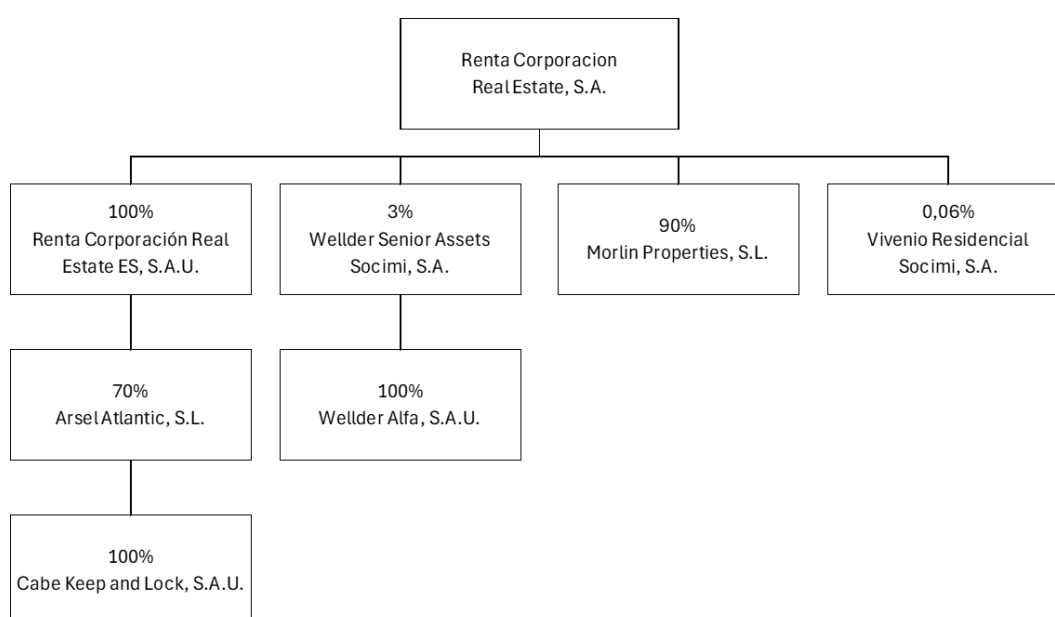 Renta Corporacion
Real Estate, S.A.
100%
Renta Corporación Real
Estate ES, S.A.U.
3%
Wellder Senior Assets
Socimi, S.A.
90%
Morlin Properties, S.L.
0,06%
Vivenio Residencial
Socimi, S.A.
70%
Arsel Atlantic, S.L.
100%
Wellder Alfa, S.A.U.
100%
Cabe Keep and Lock, S.A.U.